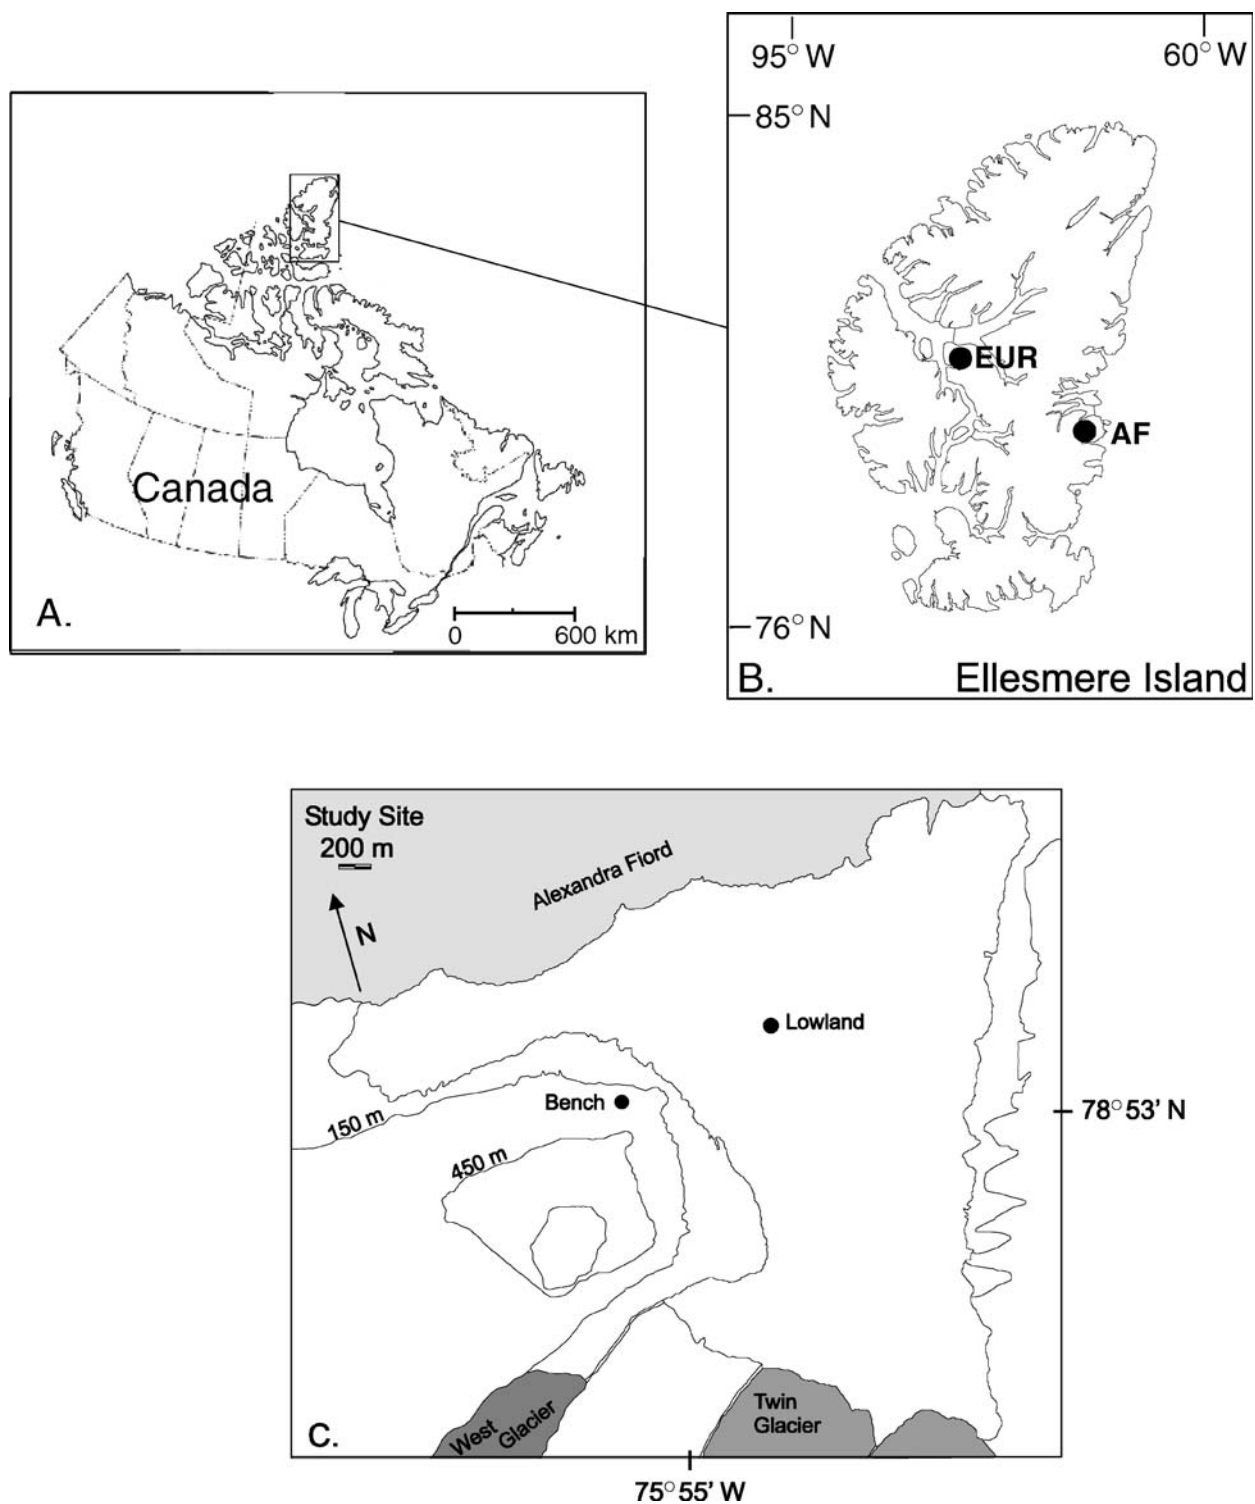 Canada
A.
0 600 km
95° W 60° W
85° N
EUR
AF
76° N
B. Ellesmere Island
Study Site
200 m
N
Alexandra Fiord
Lowland
Bench
150 m
450 m
78° 53' N
West Glacier
Twin
Glacier
C.
75° 55' W